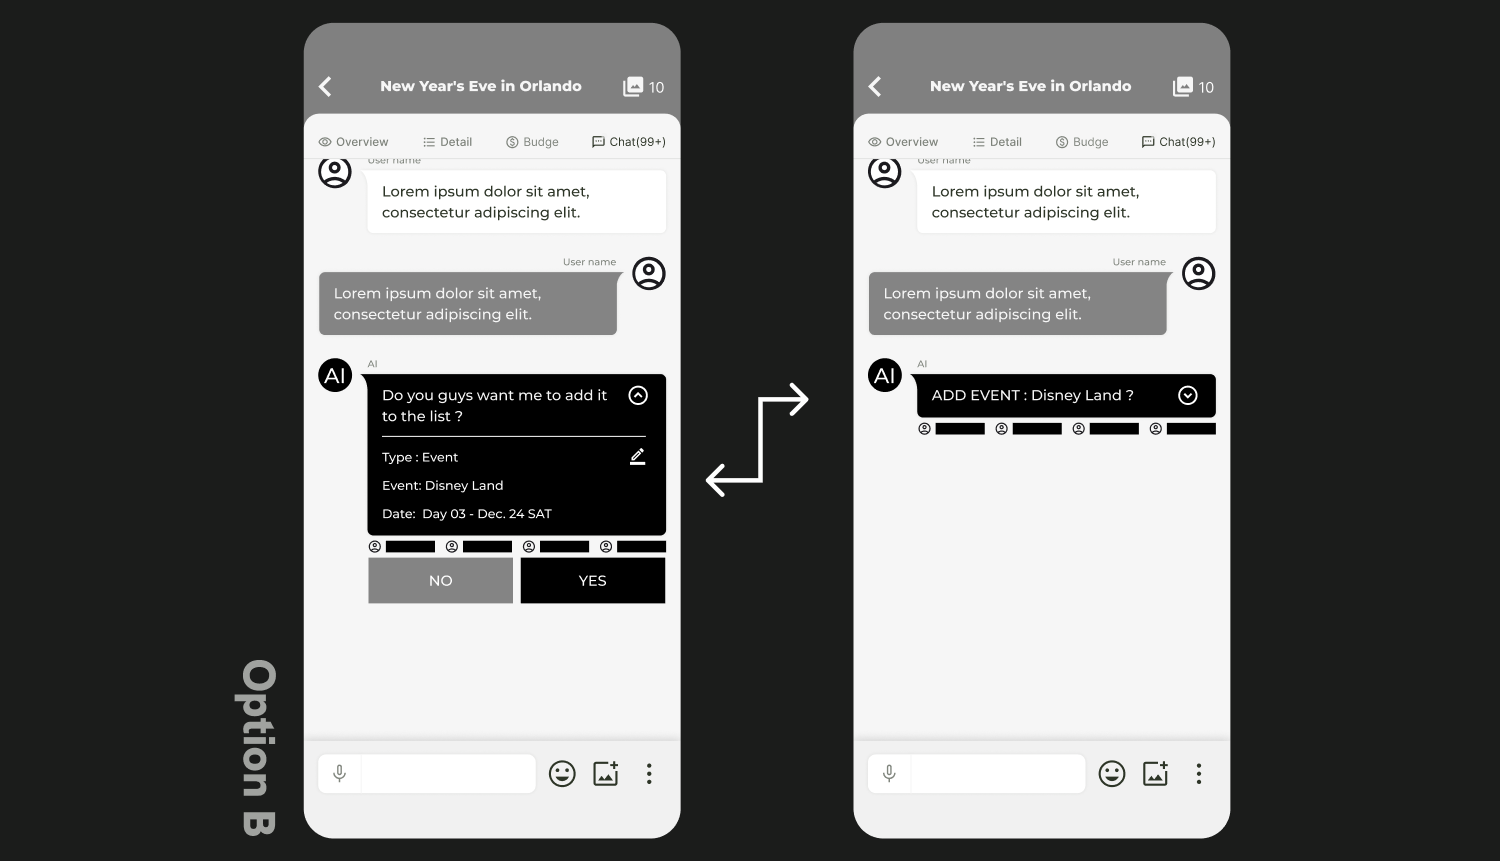 New Year's Eve in Orlando
10
Overview
Detail
Budge
Chat(99+)
User name
Lorem ipsum dolor sit amet,
consectetur adipiscing elit.
User name
Lorem ipsum dolor sit amet,
consectetur adipiscing elit.
AI
AI
Do you guys want me to add it
to the list ?
Type : Event
Event: Disney Land
Date: Day 03 - Dec. 24 SAT
NO
YES
New Year's Eve in Orlando
10
Overview
Detail
Budge
Chat(99+)
User name
Lorem ipsum dolor sit amet,
consectetur adipiscing elit.
User name
Lorem ipsum dolor sit amet,
consectetur adipiscing elit.
AI
AI
ADD EVENT : Disney Land ?
Option B